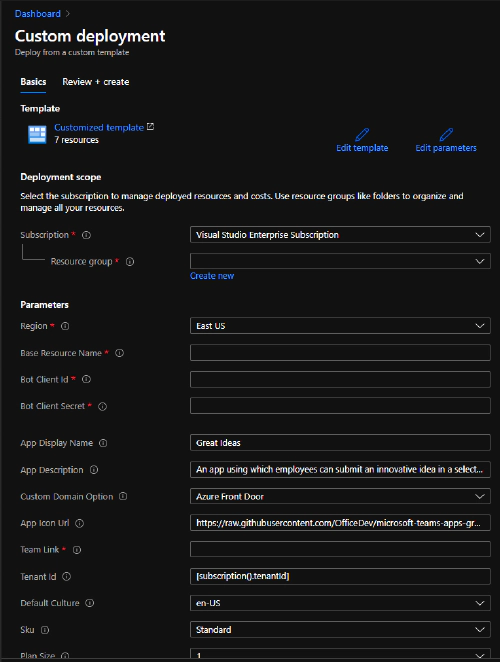 Dashboard >
Custom deployment
Deploy from a custom template
Basics Review + create
Template
Customized template
7 resources
Edit template Edit parameters
Deployment scope
Select the subscription to manage deployed resources and costs. Use resource groups like folders to organize and
manage all your resources.
Subscription * Visual Studio Enterprise Subscription
Resource group *
Create new
Parameters
Region * East US
Base Resource Name *
Bot Client Id *
Bot Client Secret *
App Display Name Great Ideas
App Description An app using which employees can submit an innovative idea in a select...
Custom Domain Option Azure Front Door
App Icon Url https://raw.githubusercontent.com/OfficeDev/microsoft-teams-apps-gr...
Team Link *
Tenant Id [subscription().tenantId]
Default Culture en-US
Sku Standard
Plan Size 1